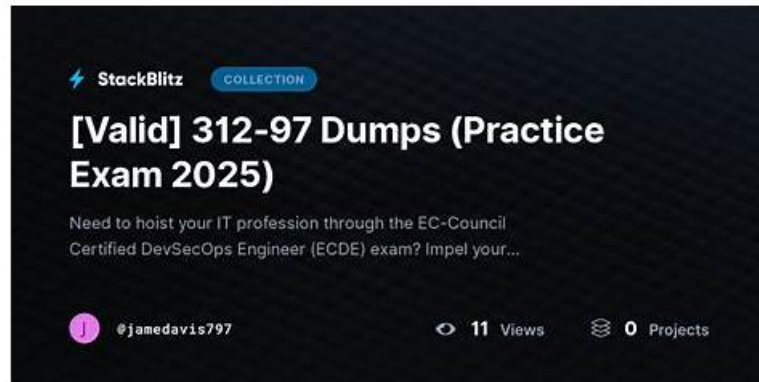 StackBlitz COLLECTION
[Valid] 312-97 Dumps (Practice
Exam 2025)
Need to hoist your IT profession through the EC-Council
Certified DevSecOps Engineer (ECDE) exam? Impel your...
J @jamedavis797 11 Views 0 Projects